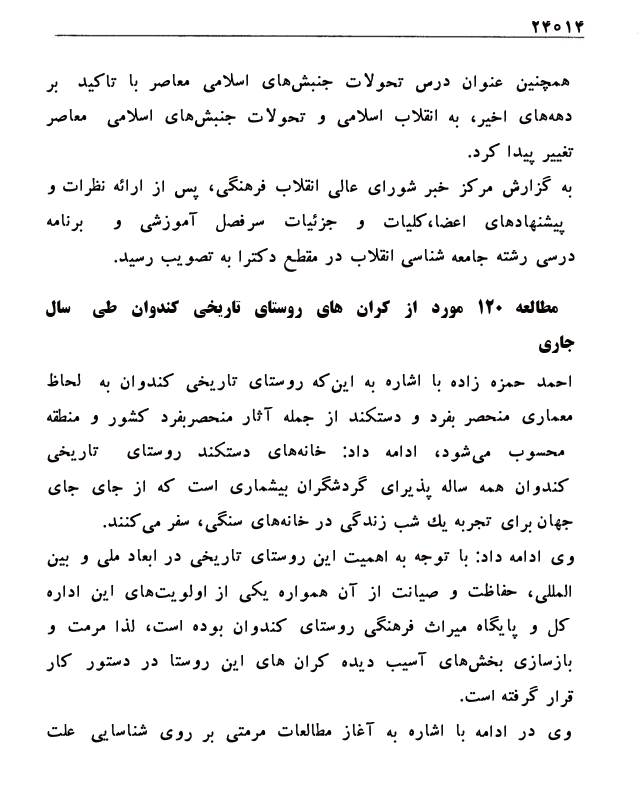 ۲۴۰۱۴
همچنین عنوان درس تحولات جنبش‌های اسلامی معاصر با تاکید بر
دهه‌های اخیر، به انقلاب اسلامی و تحولات جنبش‌های اسلامی معاصر
تغییر پیدا کرد.
به گزارش مرکز خبر شورای عالی انقلاب فرهنگی، پس از ارائه نظرات و
پیشنهادهای اعضا،کلیات و جزئیات سرفصل آموزشی و برنامه
درسی رشته جامعه شناسی انقلاب در مقطع دکترا به تصویب رسید.
مطالعه ۱۲۰ مورد از کران های روستای تاریخی کندوان طی سال
جاری
احمد حمزه زاده با اشاره به این‌که روستای تاریخی کندوان به لحاظ
معماری منحصر بفرد و دستکند از جمله آثار منحصربفرد کشور و منطقه
محسوب می‌شود، ادامه داد: خانه‌های دستکند روستای تاریخی
کندوان همه ساله پذیرای گردشگران بیشماری است که از جای جای
جهان برای تجربه یك شب زندگی در خانه‌های سنگی، سفر می‌کنند.
وی ادامه داد: با توجه به اهمیت این روستای تاریخی در ابعاد ملی و بین
المللی، حفاظت و صیانت از آن همواره یکی از اولویت‌های این اداره
کل و پایگاه میراث فرهنگی روستای کندوان بوده است، لذا مرمت و
بازسازی بخش‌های آسیب دیده کران های این روستا در دستور کار
قرار گرفته است.
وی در ادامه با اشاره به آغاز مطالعات مرمتی بر روی شناسایی علت